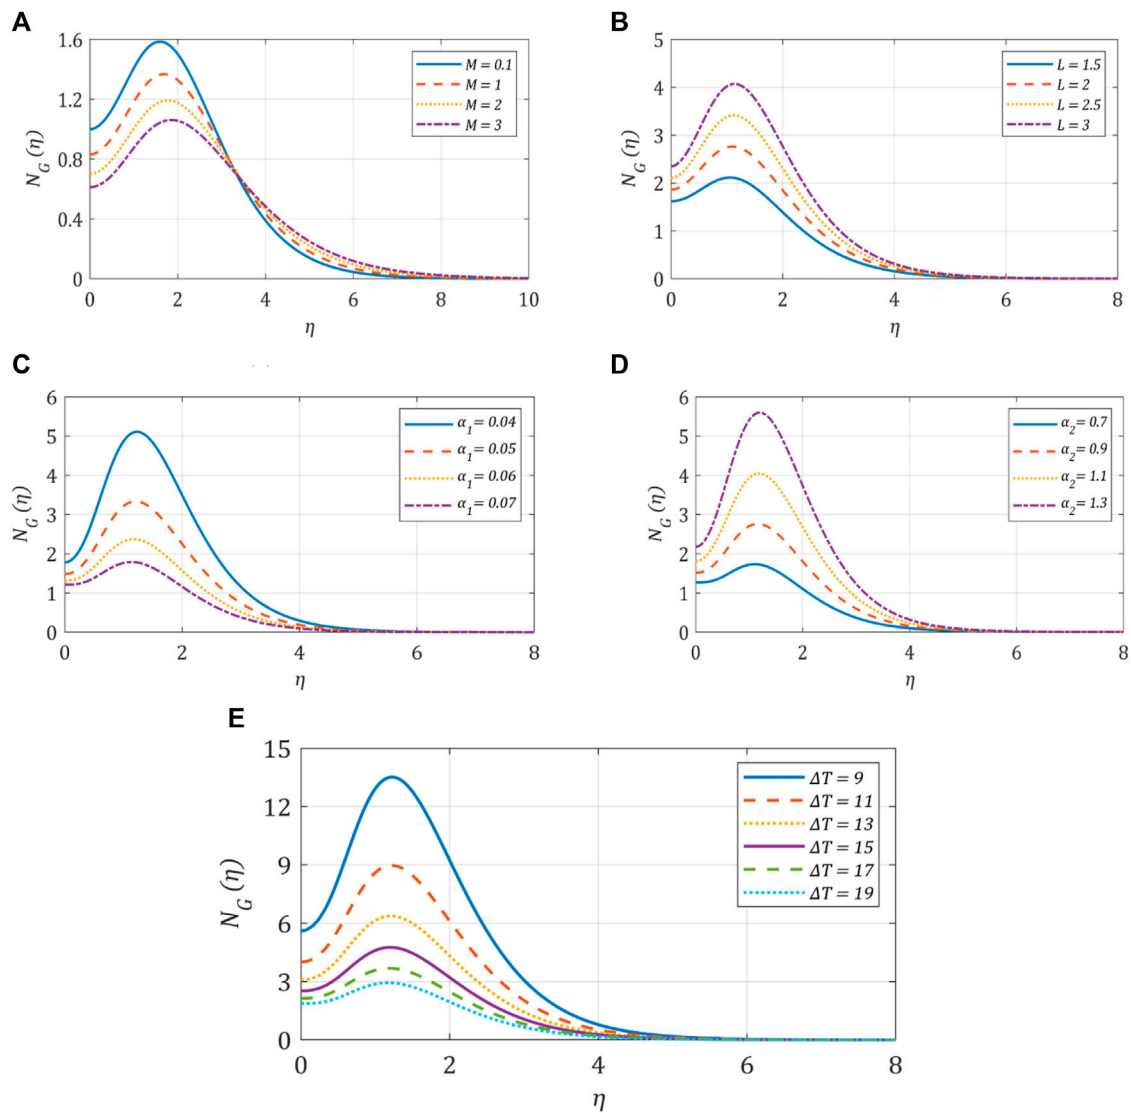 A
N_G (η)
1.6
1.2
0.8
0.4
0
0 2 4 6 8 10
η
M = 0.1
M = 1
M = 2
M = 3
B
N_G (η)
5
4
3
2
1
0
0 2 4 6 8
η
L = 1.5
L = 2
L = 2.5
L = 3
C
N_G (η)
6
5
4
3
2
1
0
0 2 4 6 8
η
α_1 = 0.04
α_1 = 0.05
α_1 = 0.06
α_1 = 0.07
D
N_G (η)
6
5
4
3
2
1
0
0 2 4 6 8
η
α_2 = 0.7
α_2 = 0.9
α_2 = 1.1
α_2 = 1.3
E
N_G (η)
15
12
9
6
3
0
0 2 4 6 8
η
ΔT = 9
ΔT = 11
ΔT = 13
ΔT = 15
ΔT = 17
ΔT = 19